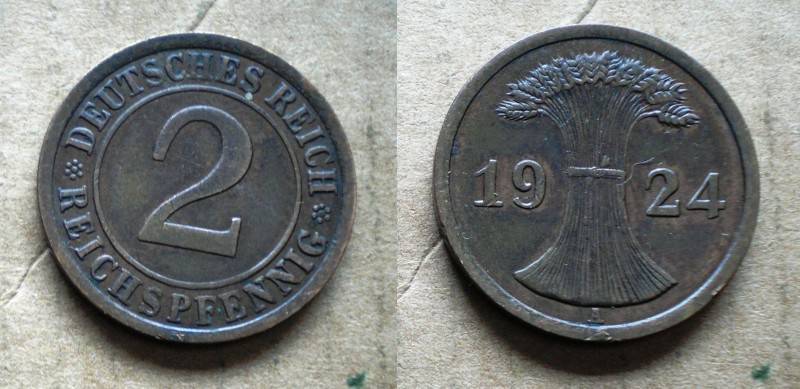 DEUTSCHES REICH
2
REICHSPFENNIG
19 24
A